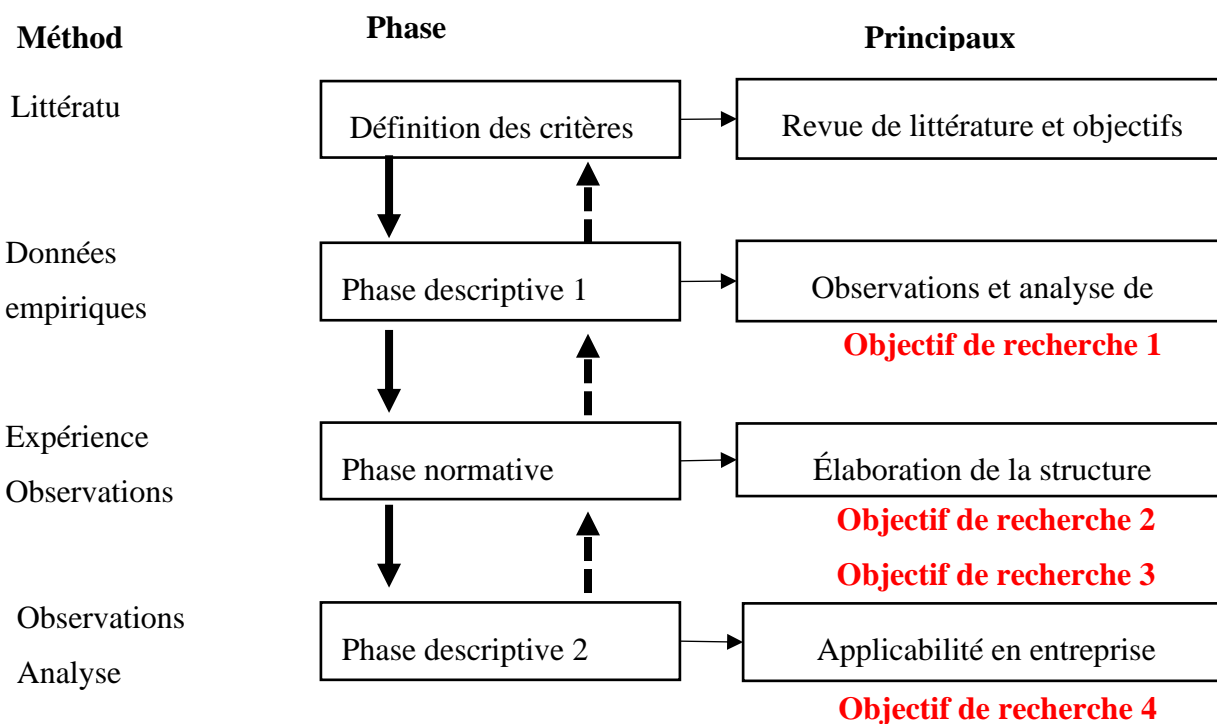 Méthod
Phase
Principaux
Littératu
Définition des critères
Revue de littérature et objectifs
Données
empiriques
Phase descriptive 1
Observations et analyse de
Objectif de recherche 1
Expérience
Observations
Phase normative
Élaboration de la structure
Objectif de recherche 2
Objectif de recherche 3
Observations
Analyse
Phase descriptive 2
Applicabilité en entreprise
Objectif de recherche 4